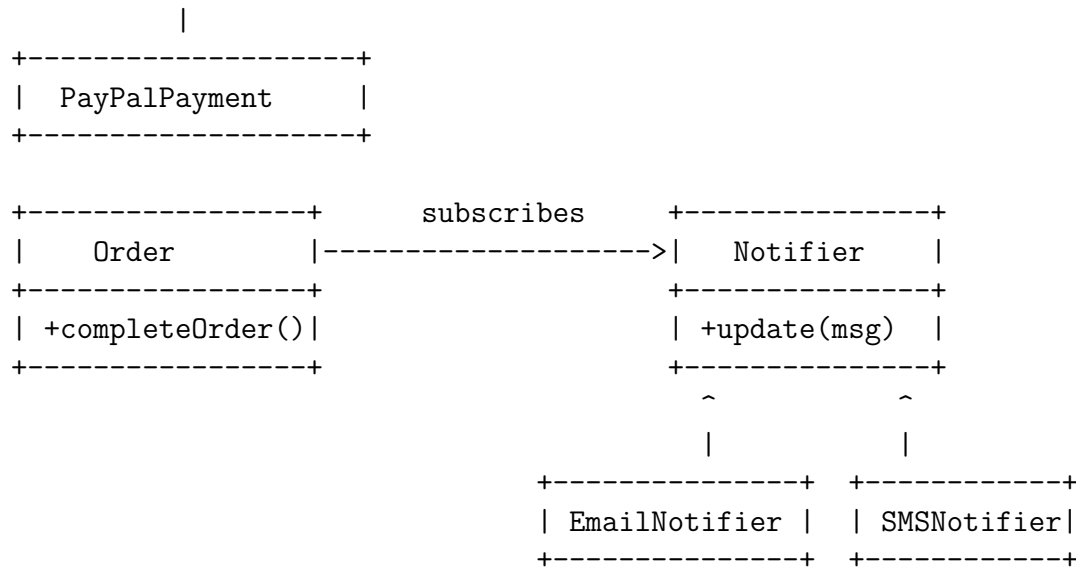 |
+--------------------+
| PayPalPayment |
+--------------------+
+-----------------+ subscribes +---------------+
| Order |-------------------->| Notifier |
+-----------------+ +---------------+
| +completeOrder()| | +update(msg) |
+-----------------+ +---------------+
^ ^
| |
+---------------+ +------------+
| EmailNotifier | | SMSNotifier|
+---------------+ +------------+